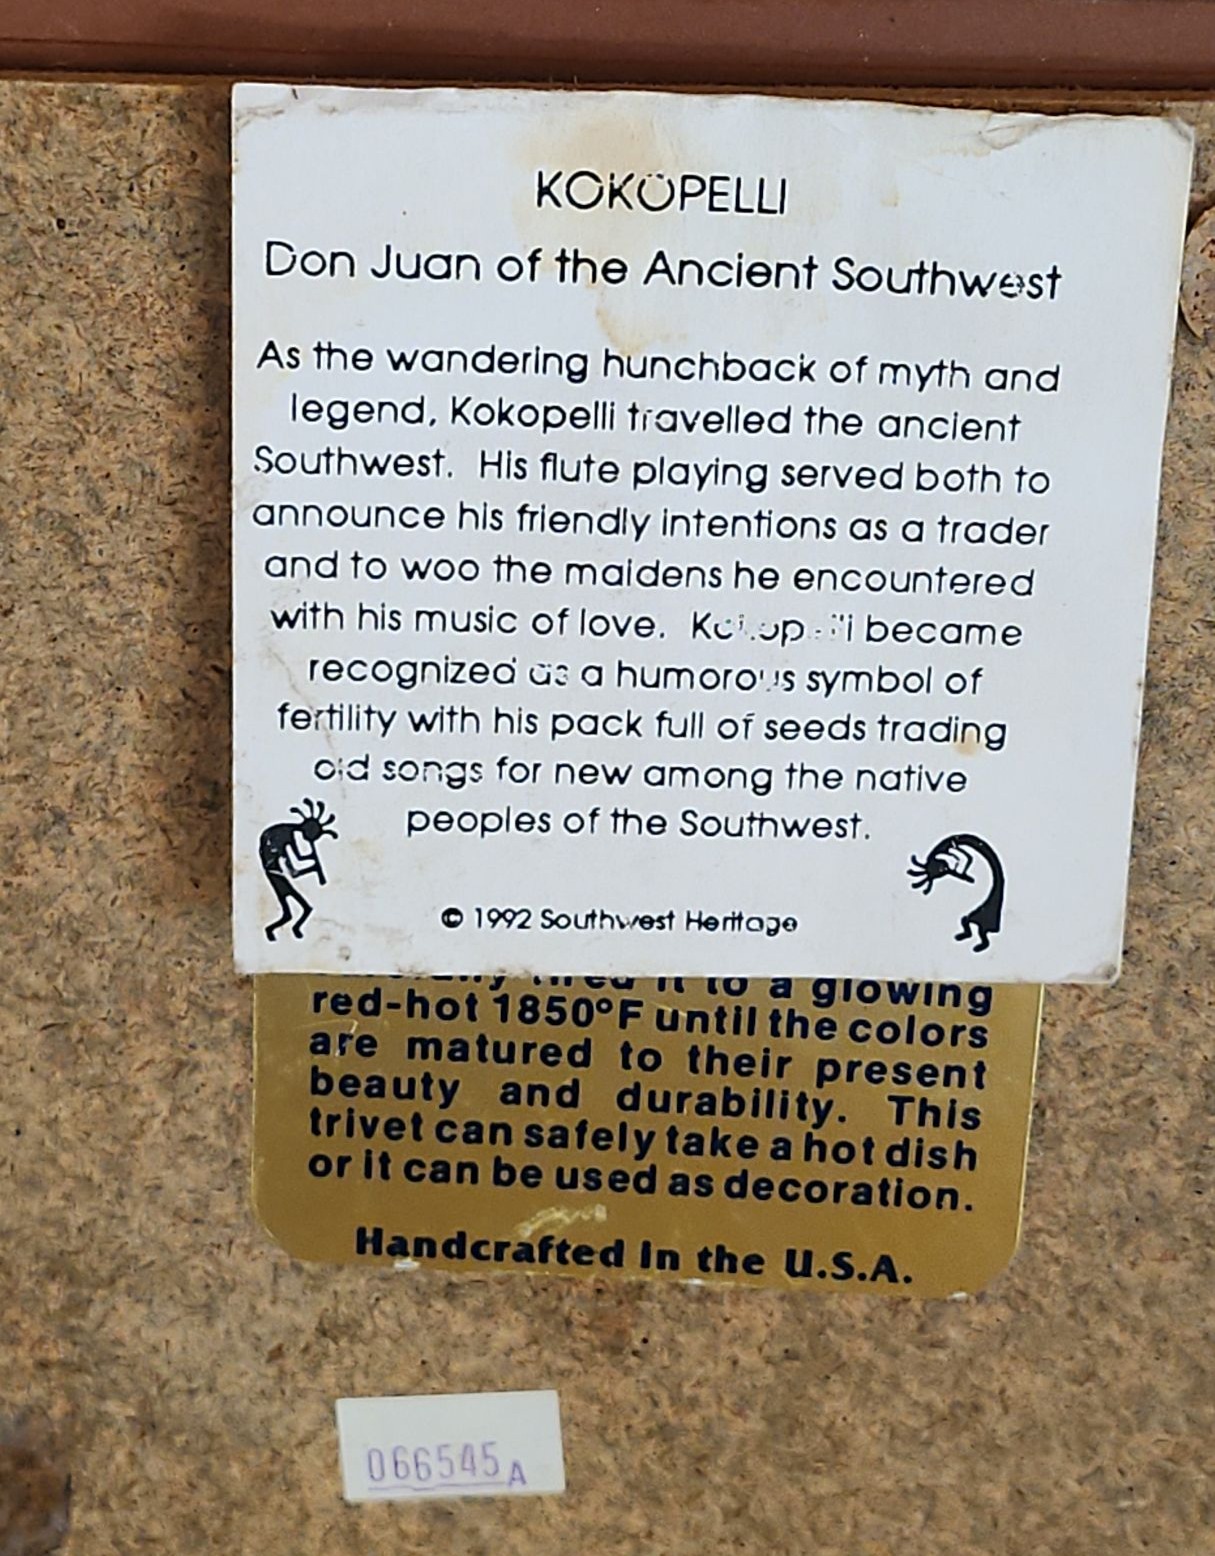 KOKOPELLI
Don Juan of the Ancient Southwest
As the wandering hunchback of myth and
legend, Kokopelli travelled the ancient
Southwest. His flute playing served both to
announce his friendly intentions as a trader
and to woo the maidens he encountered
with his music of love. Kokopelli became
recognized as a humorous symbol of
fertility with his pack full of seeds trading
old songs for new among the native
peoples of the Southwest.
© 1992 Southwest Heritage
fired it to a glowing
red-hot 1850°F until the colors
are matured to their present
beauty and durability. This
trivet can safely take a hot dish
or it can be used as decoration.
Handcrafted in the U.S.A.
066545A